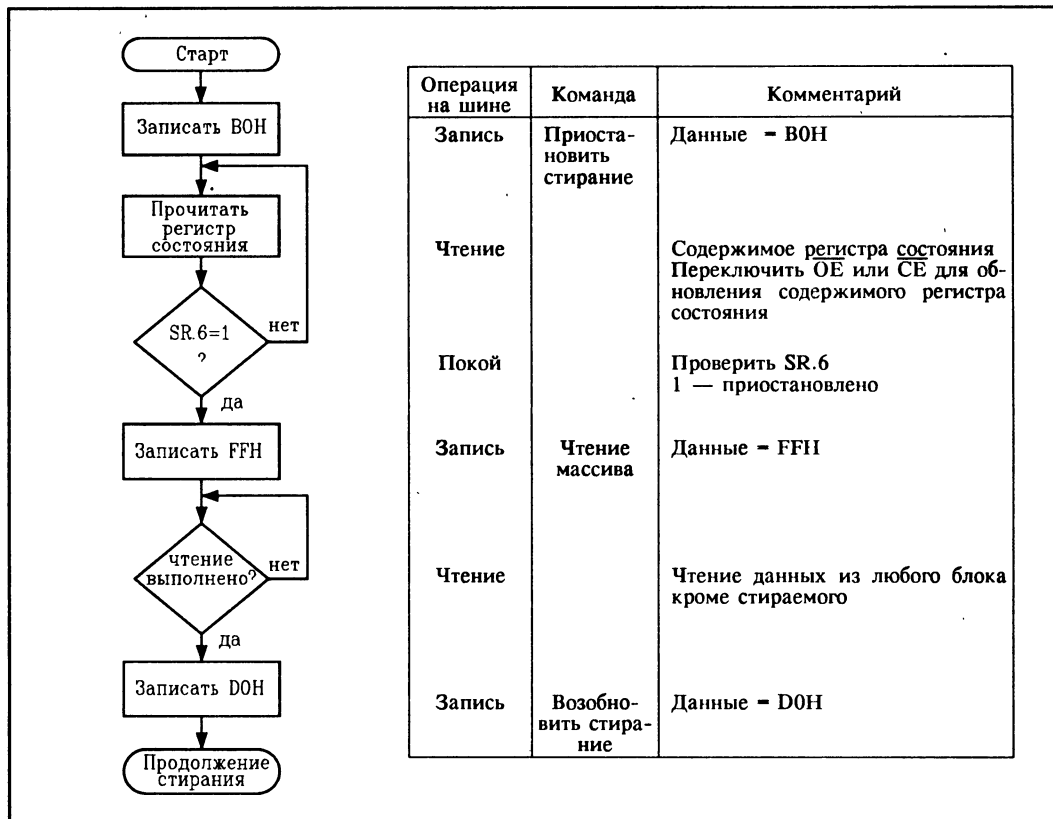 Старт
Записать B0H
Прочитать
регистр
состояния
SR.6=1
?
нет
да
Записать FFH
чтение
выполнено?
нет
да
Записать D0H
Продолжение
стирания
Операция
на шине
Команда
Комментарий
Запись
Приоста-
новить
стирание
Данные = B0H
Чтение
Содержимое регистра состояния
Переключить OE или CE для об-
новления содержимого регистра
состояния
Покой
Проверить SR.6
1 — приостановлено
Запись
Чтение
массива
Данные = FFH
Чтение
Чтение данных из любого блока
кроме стираемого
Запись
Возобно-
вить стира-
ние
Данные = D0H